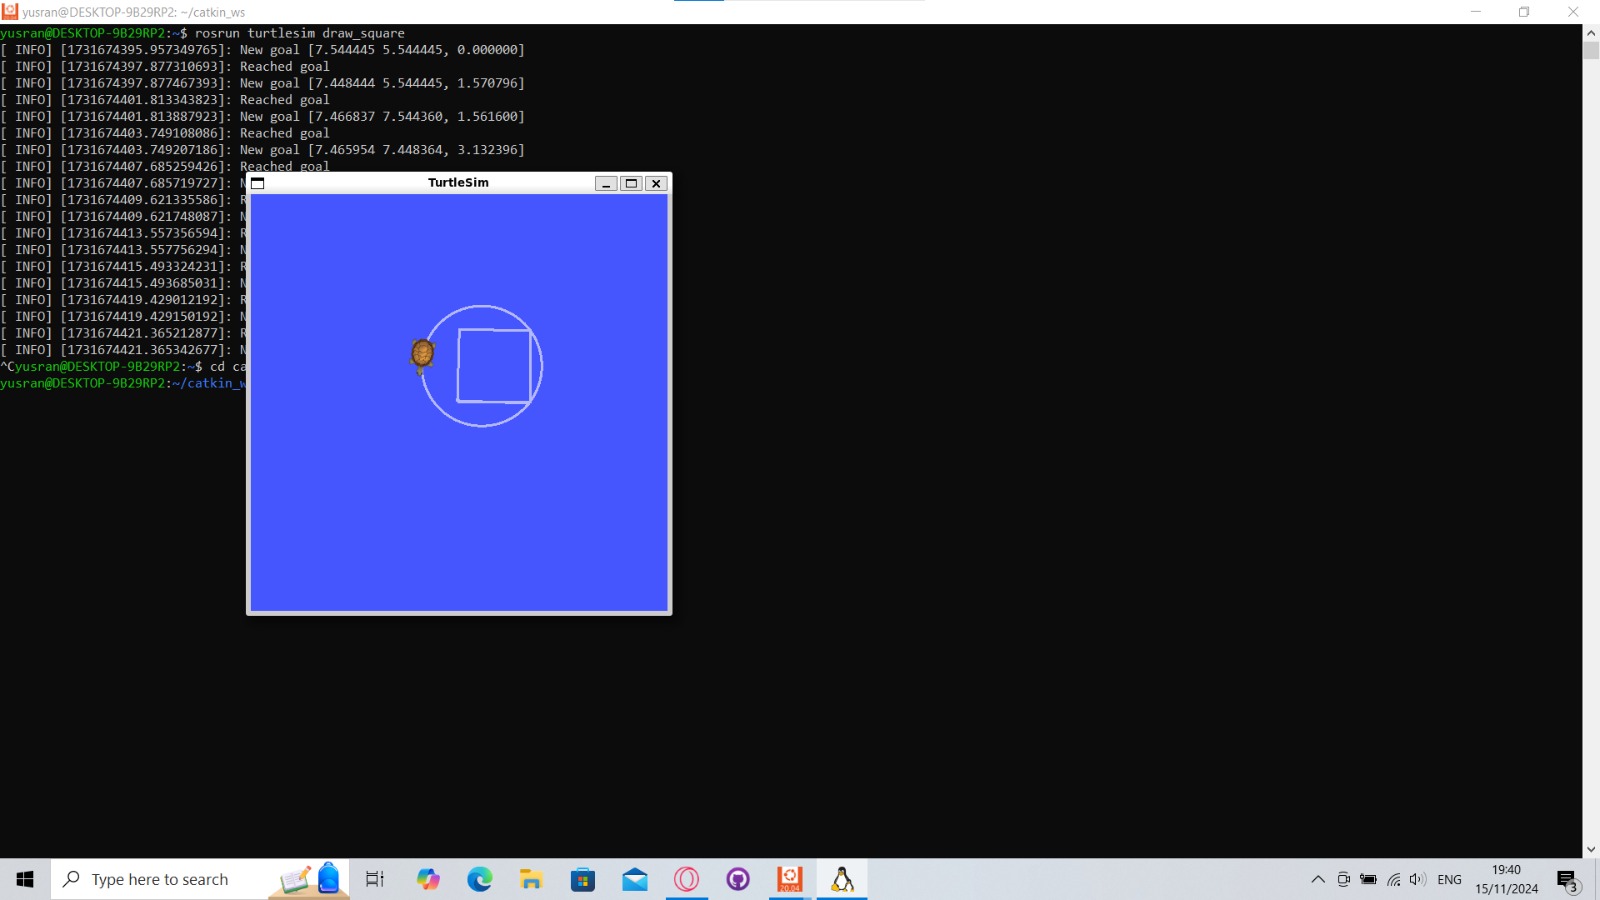 yusran@DESKTOP-9B29RP2: ~/catkin_ws
yusran@DESKTOP-9B29RP2:~$ rosrun turtlesim draw_square
[ INFO] [1731674395.957349765]: New goal [7.544445 5.544445, 0.000000]
[ INFO] [1731674397.877310693]: Reached goal
[ INFO] [1731674397.877467393]: New goal [7.448444 5.544445, 1.570796]
[ INFO] [1731674401.813343823]: Reached goal
[ INFO] [1731674401.813887923]: New goal [7.466837 7.544360, 1.561600]
[ INFO] [1731674403.749108086]: Reached goal
[ INFO] [1731674403.749207186]: New goal [7.465954 7.448364, 3.132396]
[ INFO] [1731674407.685259426]: Reached goal
[ INFO] [1731674407.685719727]: N
[ INFO] [1731674409.621335586]: R
[ INFO] [1731674409.621748087]: N
[ INFO] [1731674413.557356594]: R
[ INFO] [1731674413.557756294]: N
[ INFO] [1731674415.493324231]: R
[ INFO] [1731674415.493685031]: N
[ INFO] [1731674419.429012192]: R
[ INFO] [1731674419.429150192]: N
[ INFO] [1731674421.365212877]: R
[ INFO] [1731674421.365342677]: N
^Cyusran@DESKTOP-9B29RP2:~$ cd ca
yusran@DESKTOP-9B29RP2:~/catkin_w
TurtleSim
Type here to search
20.04
ENG
19:40
15/11/2024
3